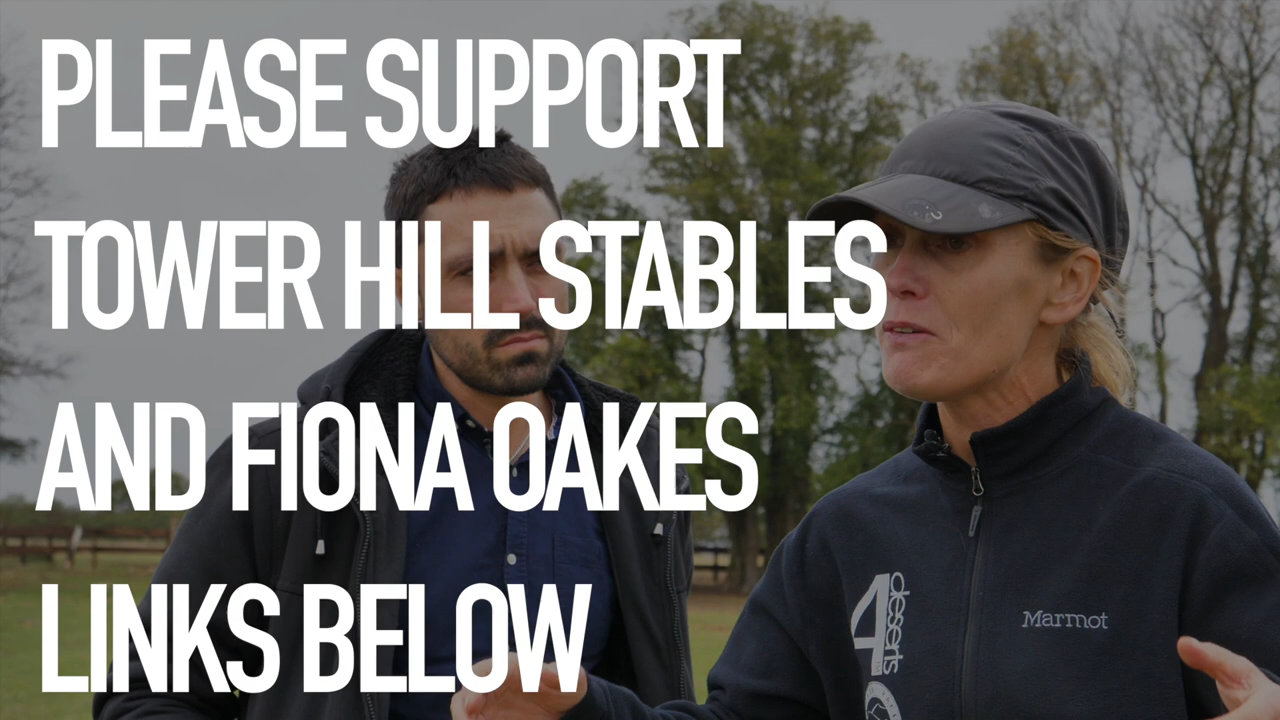 PLEASE SUPPORT
TOWER HILL STABLES
AND FIONA OAKES
LINKS BELOW
4 deserts
Marmot